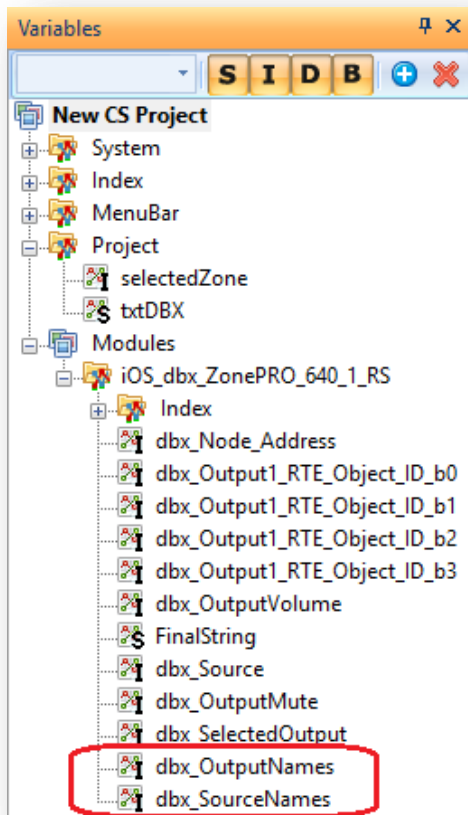 Variables
S I D B
New CS Project
System
Index
MenuBar
Project
selectedZone
txtDBX
Modules
iOS_dbx_ZonePRO_640_1_RS
Index
dbx_Node_Address
dbx_Output1_RTE_Object_ID_b0
dbx_Output1_RTE_Object_ID_b1
dbx_Output1_RTE_Object_ID_b2
dbx_Output1_RTE_Object_ID_b3
dbx_OutputVolume
FinalString
dbx_Source
dbx_OutputMute
dbx_SelectedOutput
dbx_OutputNames
dbx_SourceNames